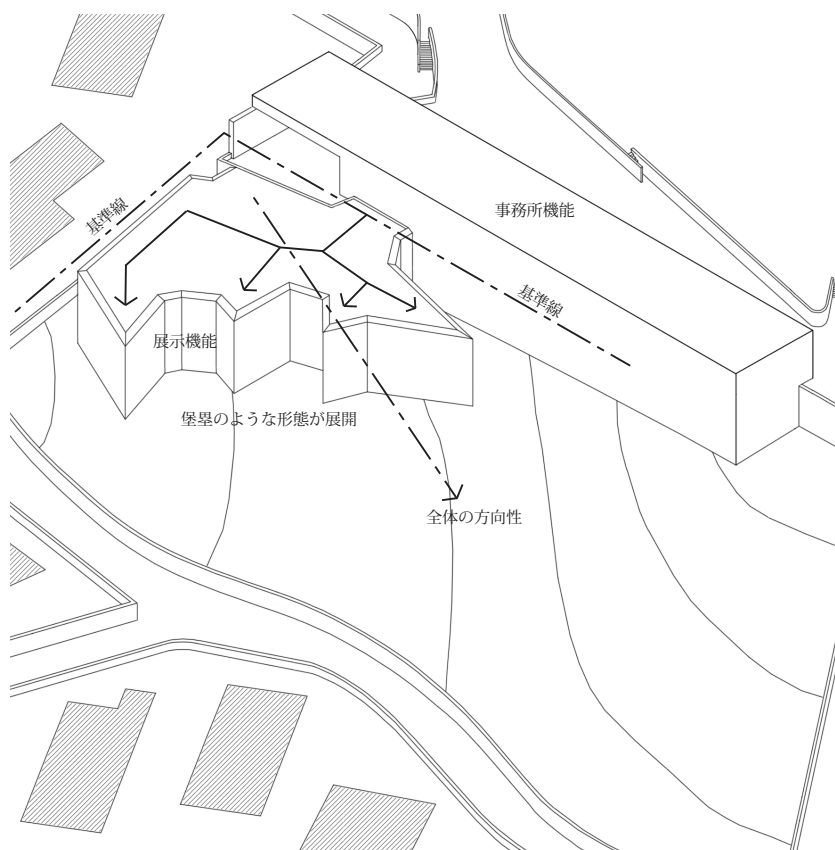 事務所機能
基準線
基準線
展示機能
堡塁のような形態が展開
全体の方向性